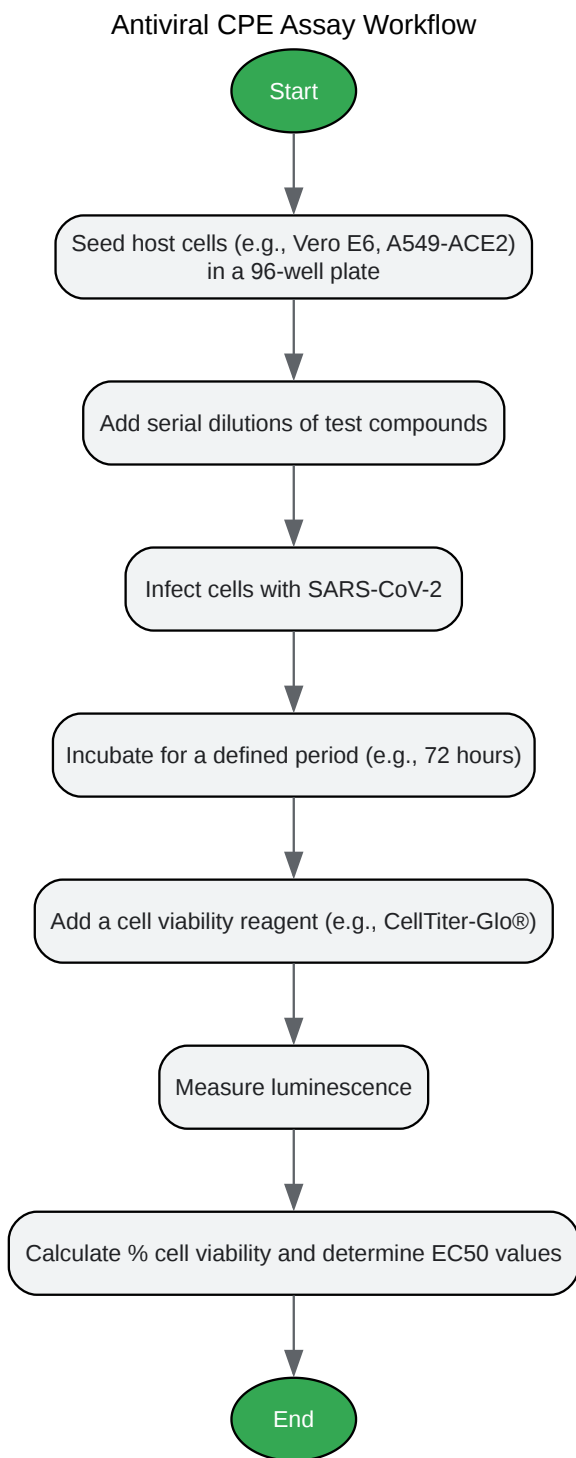 Antiviral CPE Assay Workflow
Start
Seed host cells (e.g., Vero E6, A549-ACE2)
in a 96-well plate
Add serial dilutions of test compounds
Infect cells with SARS-CoV-2
Incubate for a defined period (e.g., 72 hours)
Add a cell viability reagent (e.g., CellTiter-Glo®)
Measure luminescence
Calculate % cell viability and determine EC50 values
End